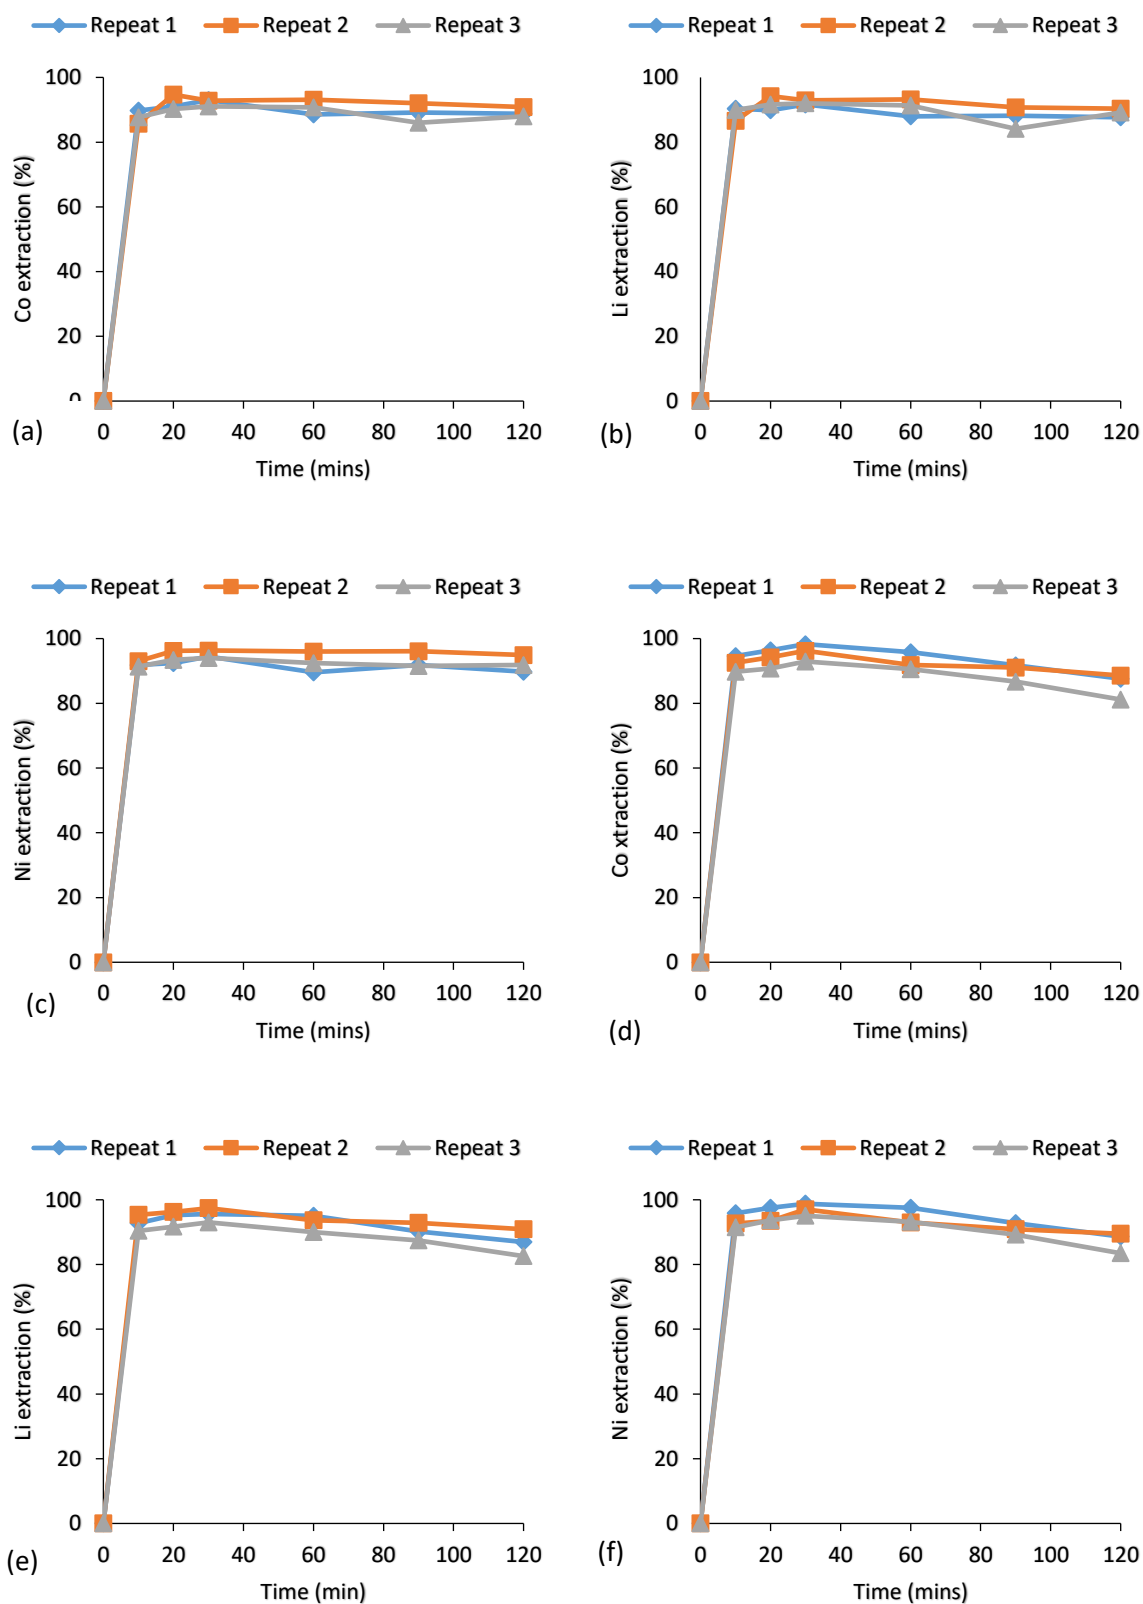 Repeat 1 Repeat 2 Repeat 3
100
80
60
40
20
0
Co extraction (%)
0 20 40 60 80 100 120
Time (mins)
(a)
Repeat 1 Repeat 2 Repeat 3
100
80
60
40
20
0
Li extraction (%)
0 20 40 60 80 100 120
Time (mins)
(b)
Repeat 1 Repeat 2 Repeat 3
100
80
60
40
20
0
Ni extraction (%)
0 20 40 60 80 100 120
Time (mins)
(c)
Repeat 1 Repeat 2 Repeat 3
100
80
60
40
20
0
Co xtraction (%)
0 20 40 60 80 100 120
Time (mins)
(d)
Repeat 1 Repeat 2 Repeat 3
100
80
60
40
20
0
Li extraction (%)
0 20 40 60 80 100 120
Time (min)
(e)
Repeat 1 Repeat 2 Repeat 3
100
80
60
40
20
0
Ni extraction (%)
0 20 40 60 80 100 120
Time (mins)
(f)